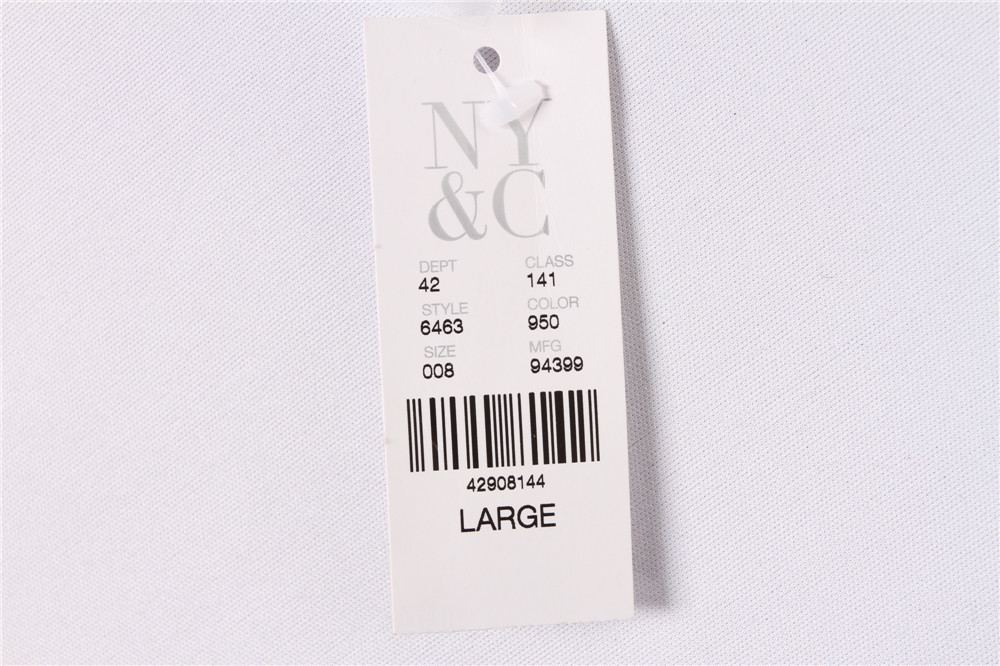 NY
&C
DEPT CLASS
42 141
STYLE COLOR
6463 950
SIZE MFG
008 94399
42908144
LARGE